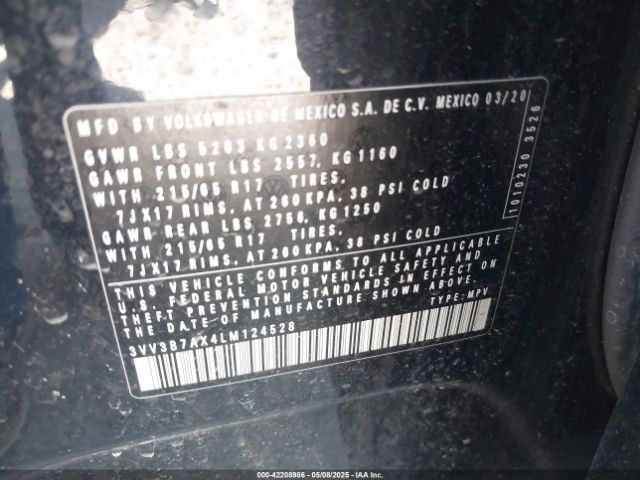 MFD BY VOLKSWAGEN DE MEXICO S.A. DE C.V. MEXICO 03/20
GVWR LBS 5203 KG 2360
GAWR FRONT LBS 2557, KG 1160
WITH 215/65 R17 TIRES.
7JX17 RIMS, AT 260 KPA, 38 PSI COLD
GAWR REAR LBS 2756, KG 1250
WITH 215/65 R17 TIRES.
7JX17 RIMS, AT 260 KPA, 38 PSI COLD
THIS VEHICLE CONFORMS TO ALL APPLICABLE
U.S. FEDERAL MOTOR VEHICLE SAFETY AND
THEFT PREVENTION STANDARDS IN EFFECT ON
THE DATE OF MANUFACTURE SHOWN ABOVE.
TYPE: MPV
3VV3B7AX4LM124528
1010230 3526
000-42208986 - 05/08/2025 - IAA Inc.